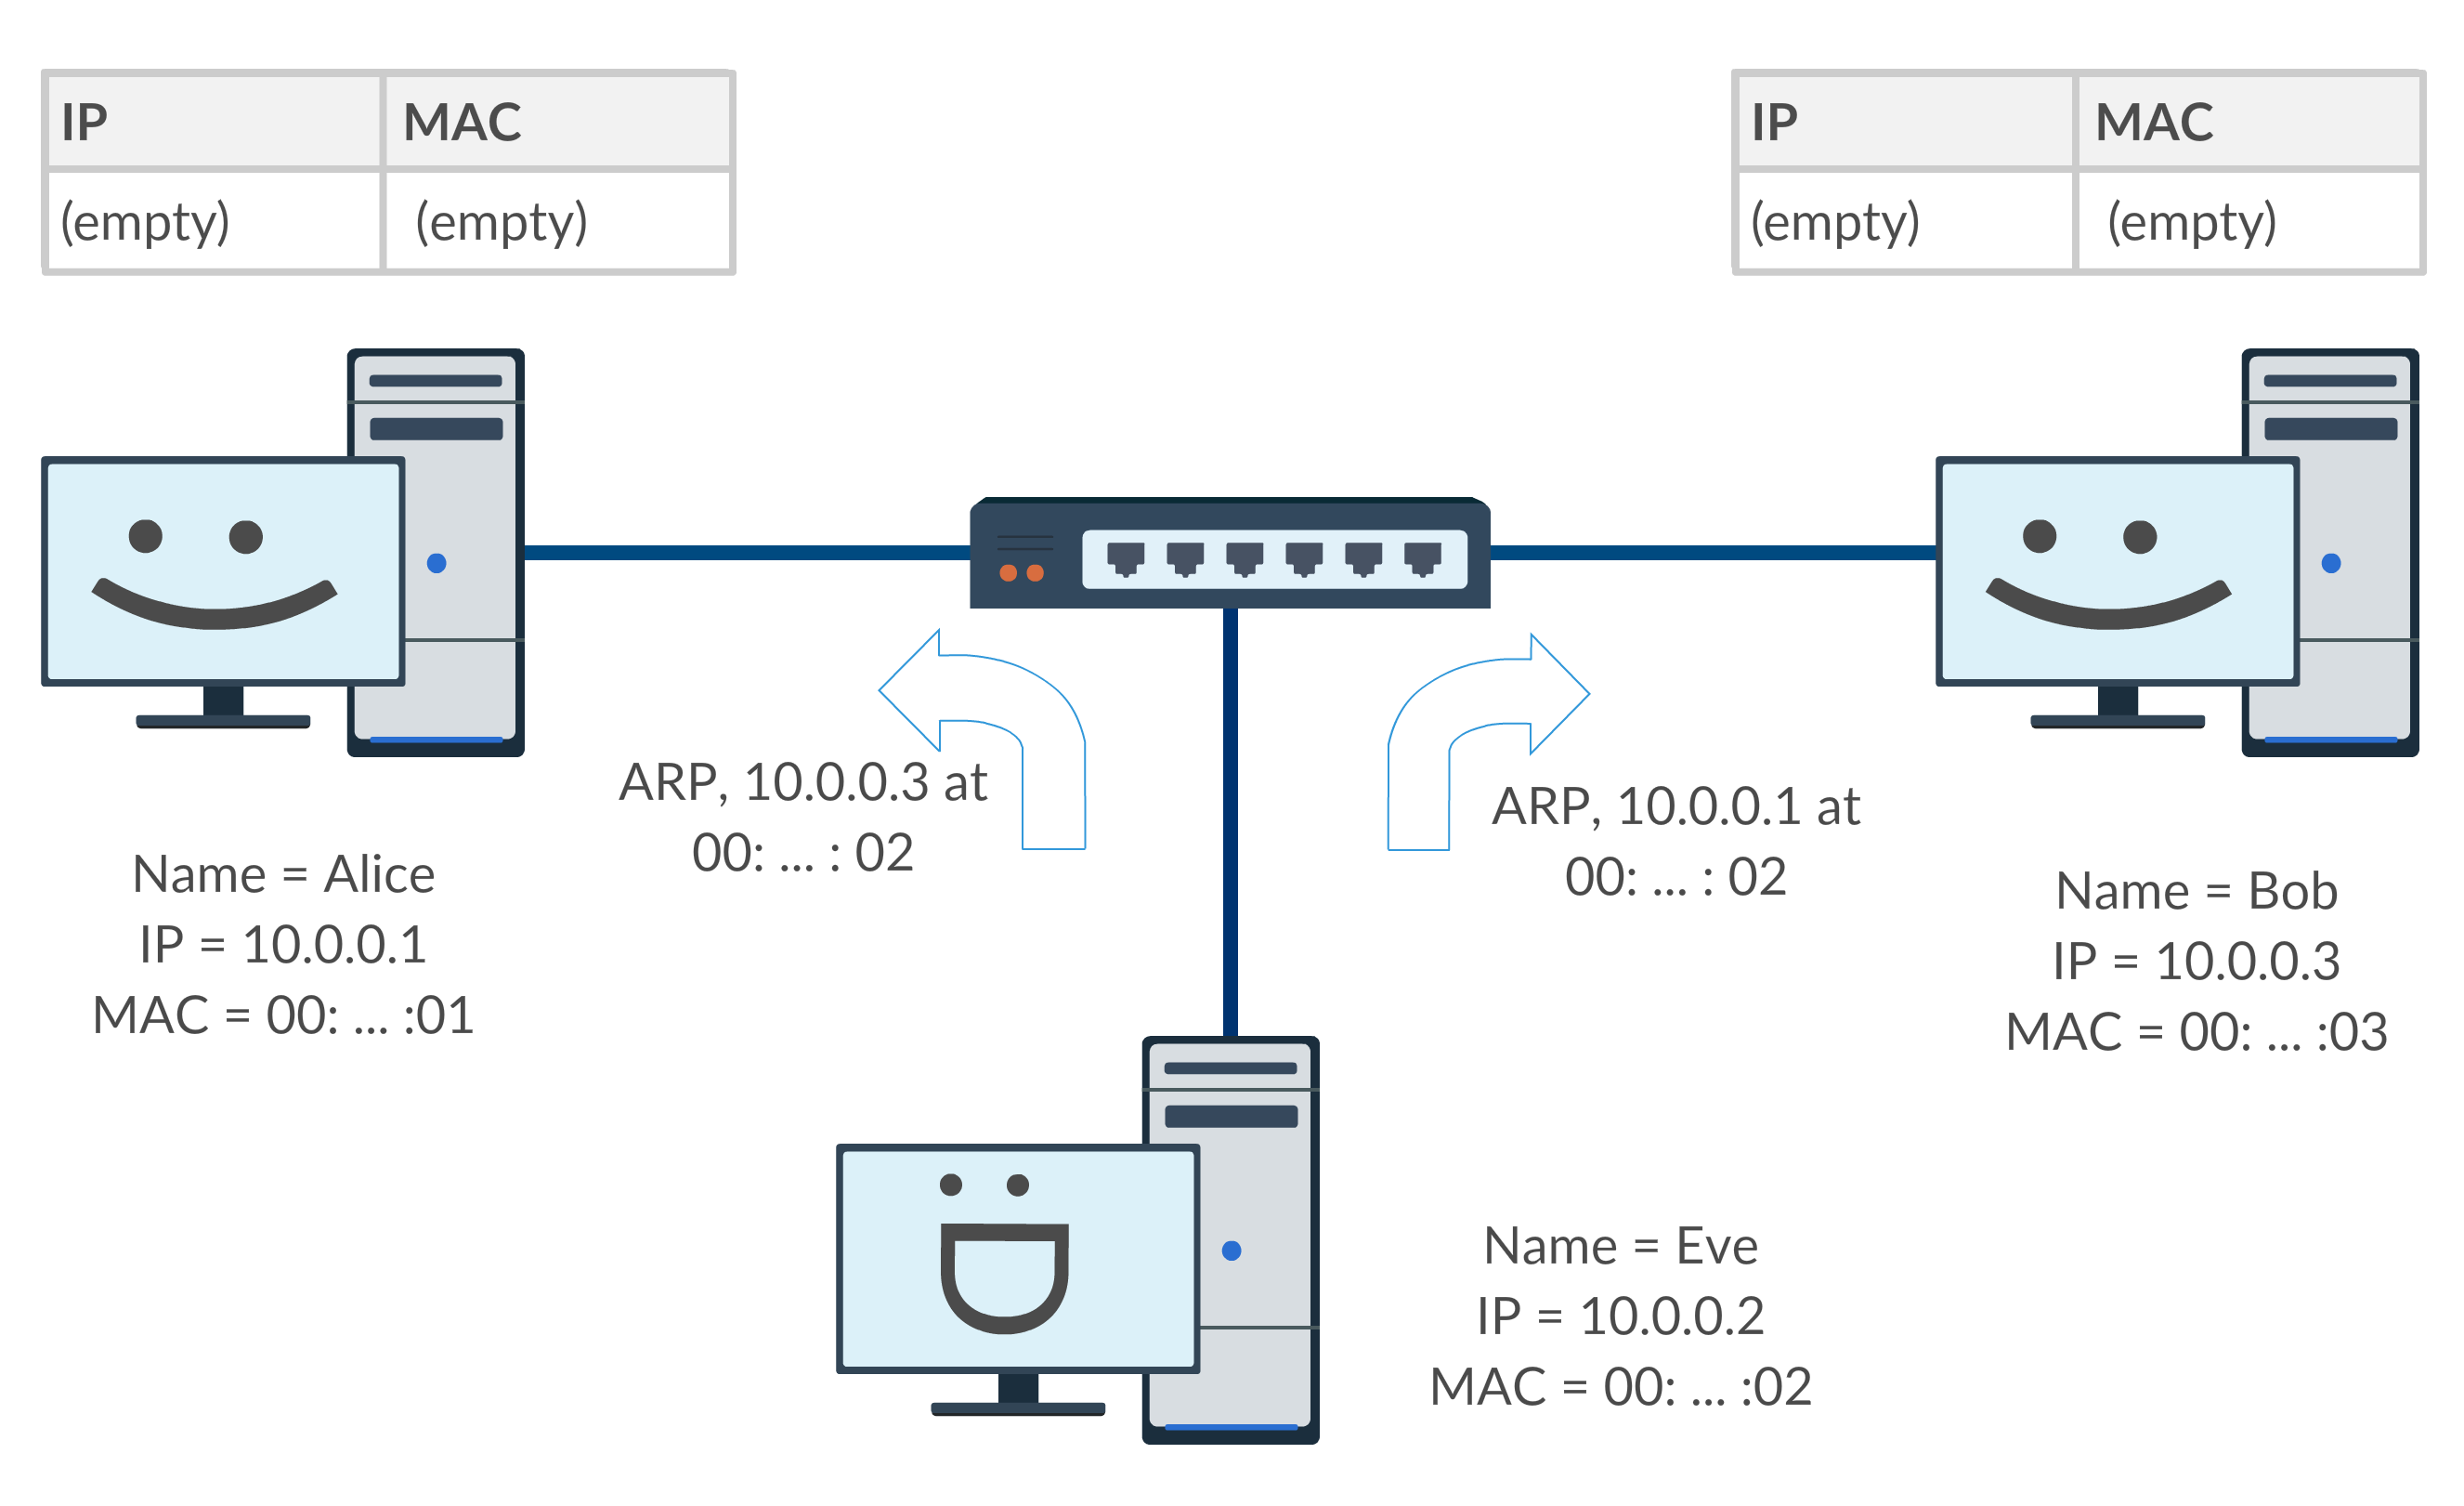 IP MAC
(empty) (empty)
IP MAC
(empty) (empty)
ARP, 10.0.0.3 at
00: ... : 02
ARP, 10.0.0.1 at
00: ... : 02
Name = Alice
IP = 10.0.0.1
MAC = 00: ... :01
Name = Bob
IP = 10.0.0.3
MAC = 00: ... :03
Name = Eve
IP = 10.0.0.2
MAC = 00: ... :02